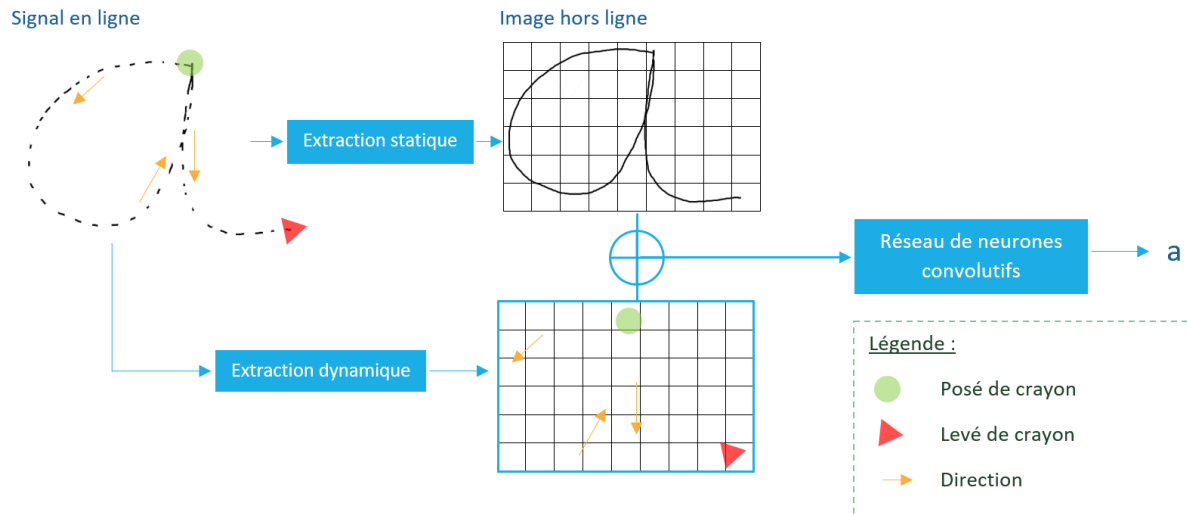 Signal en ligne
Image hors ligne
Extraction statique
Réseau de neurones
convolutifs
a
Extraction dynamique
Légende :
Posé de crayon
Levé de crayon
Direction